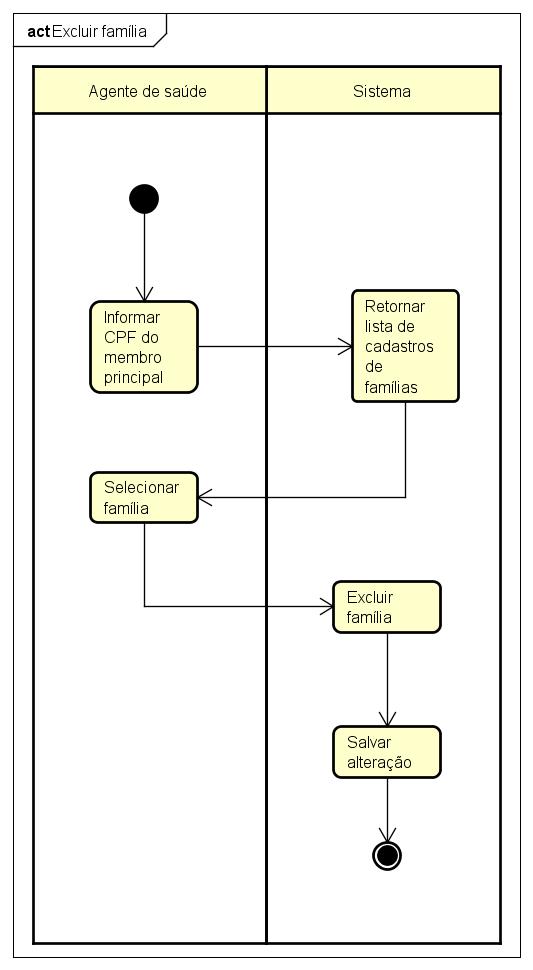 act Excluir família
Agente de saúde
Sistema
Informar
CPF do
membro
principal
Retornar
lista de
cadastros
de
famílias
Selecionar
família
Excluir
família
Salvar
alteração